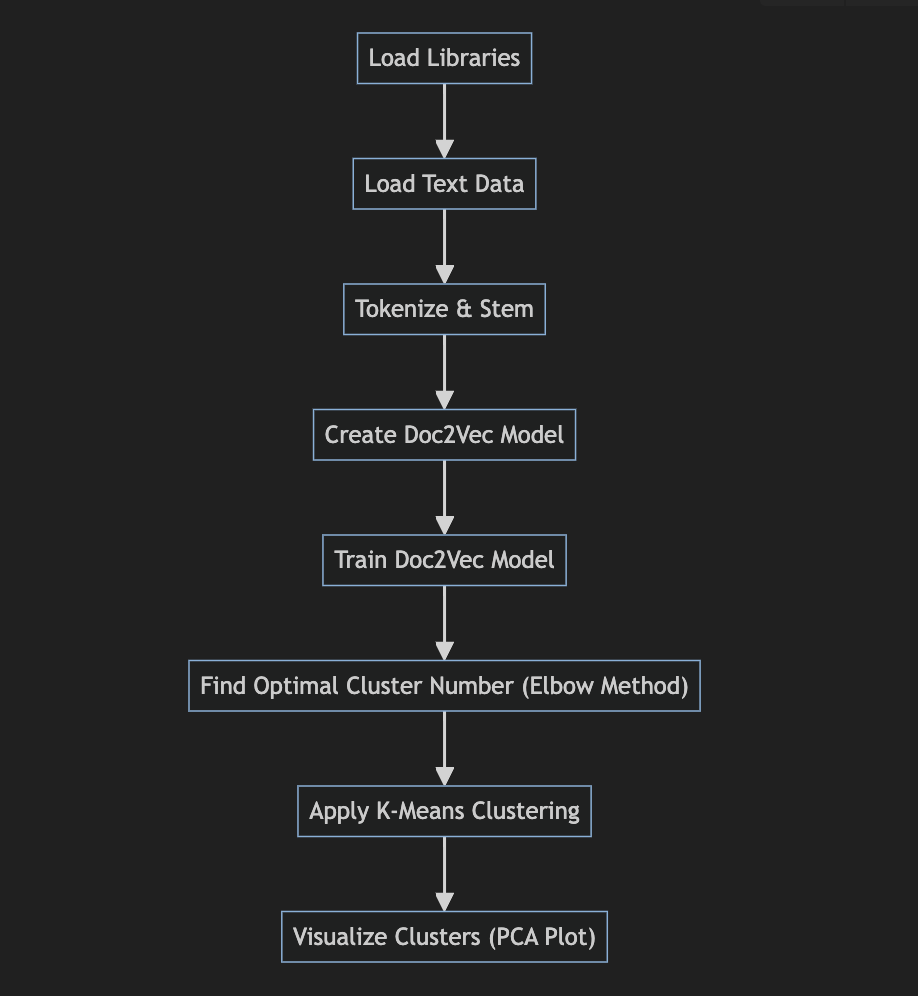 Load Libraries
Load Text Data
Tokenize & Stem
Create Doc2Vec Model
Train Doc2Vec Model
Find Optimal Cluster Number (Elbow Method)
Apply K-Means Clustering
Visualize Clusters (PCA Plot)